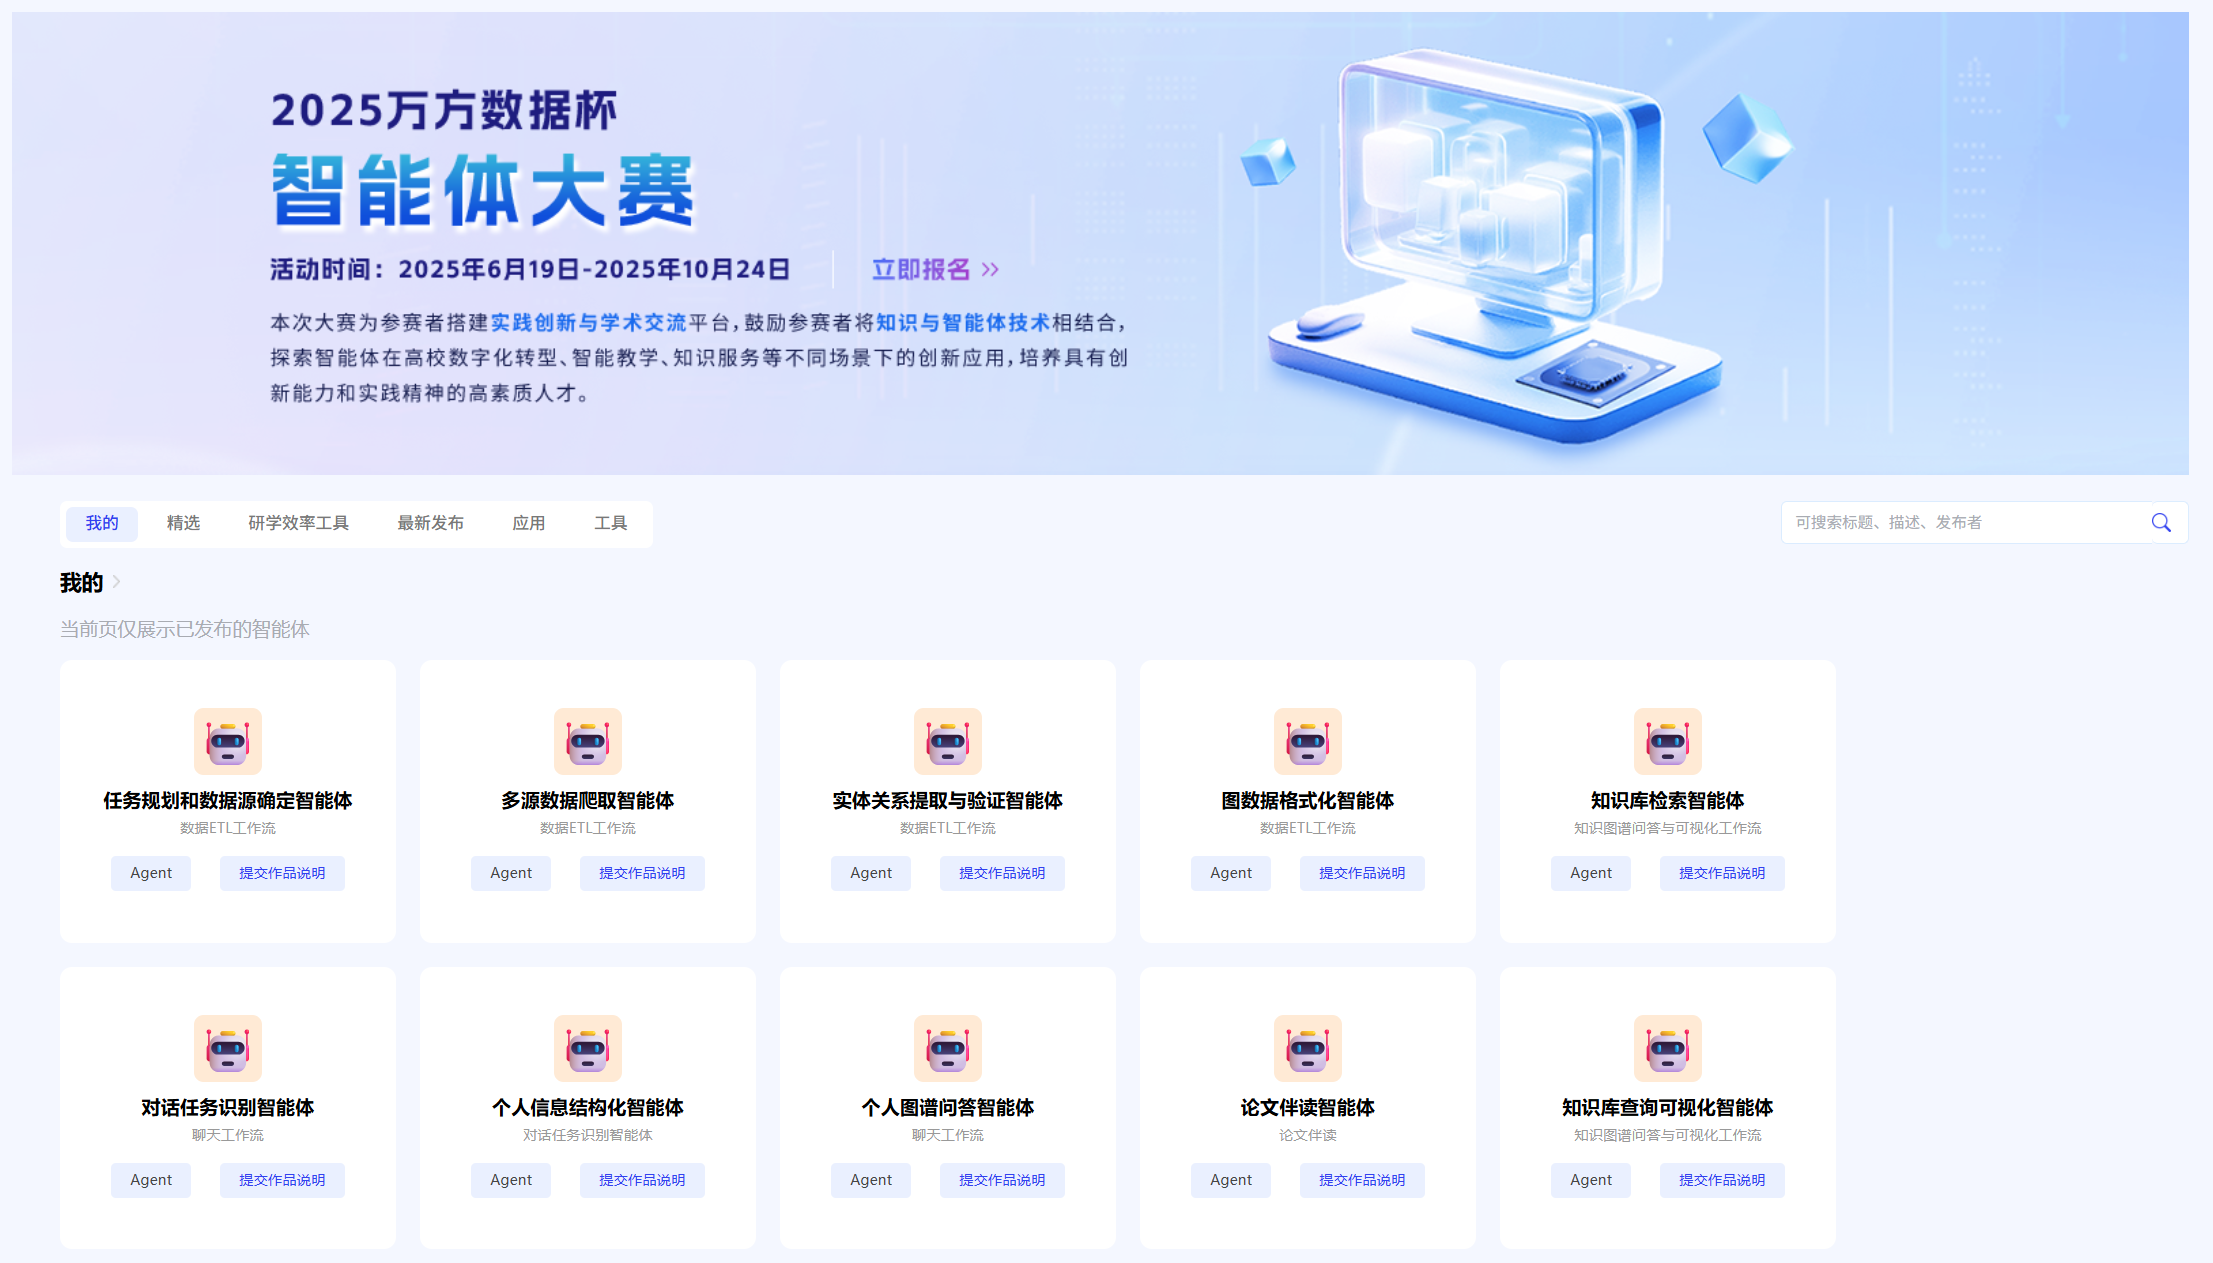 2025万方数据杯
智能体大赛
活动时间：2025年6月19日-2025年10月24日
立即报名 >>
本次大赛为参赛者搭建实践创新与学术交流平台，鼓励参赛者将知识与智能体技术相结合，
探索智能体在高校数字化转型、智能教学、知识服务等不同场景下的创新应用，培养具有创
新能力和实践精神的高素质人才。
我的 精选 研学效率工具 最新发布 应用 工具
可搜索标题、描述、发布者
我的 >
当前页仅展示已发布的智能体
任务规划和数据源确定智能体
数据ETL工作流
Agent 提交作品说明
多源数据爬取智能体
数据ETL工作流
Agent 提交作品说明
实体关系提取与验证智能体
数据ETL工作流
Agent 提交作品说明
图数据格式化智能体
数据ETL工作流
Agent 提交作品说明
知识库检索智能体
知识图谱问答与可视化工作流
Agent 提交作品说明
对话任务识别智能体
聊天工作流
Agent 提交作品说明
个人信息结构化智能体
对话任务识别智能体
Agent 提交作品说明
个人图谱问答智能体
聊天工作流
Agent 提交作品说明
论文伴读智能体
论文伴读
Agent 提交作品说明
知识库查询可视化智能体
知识图谱问答与可视化工作流
Agent 提交作品说明